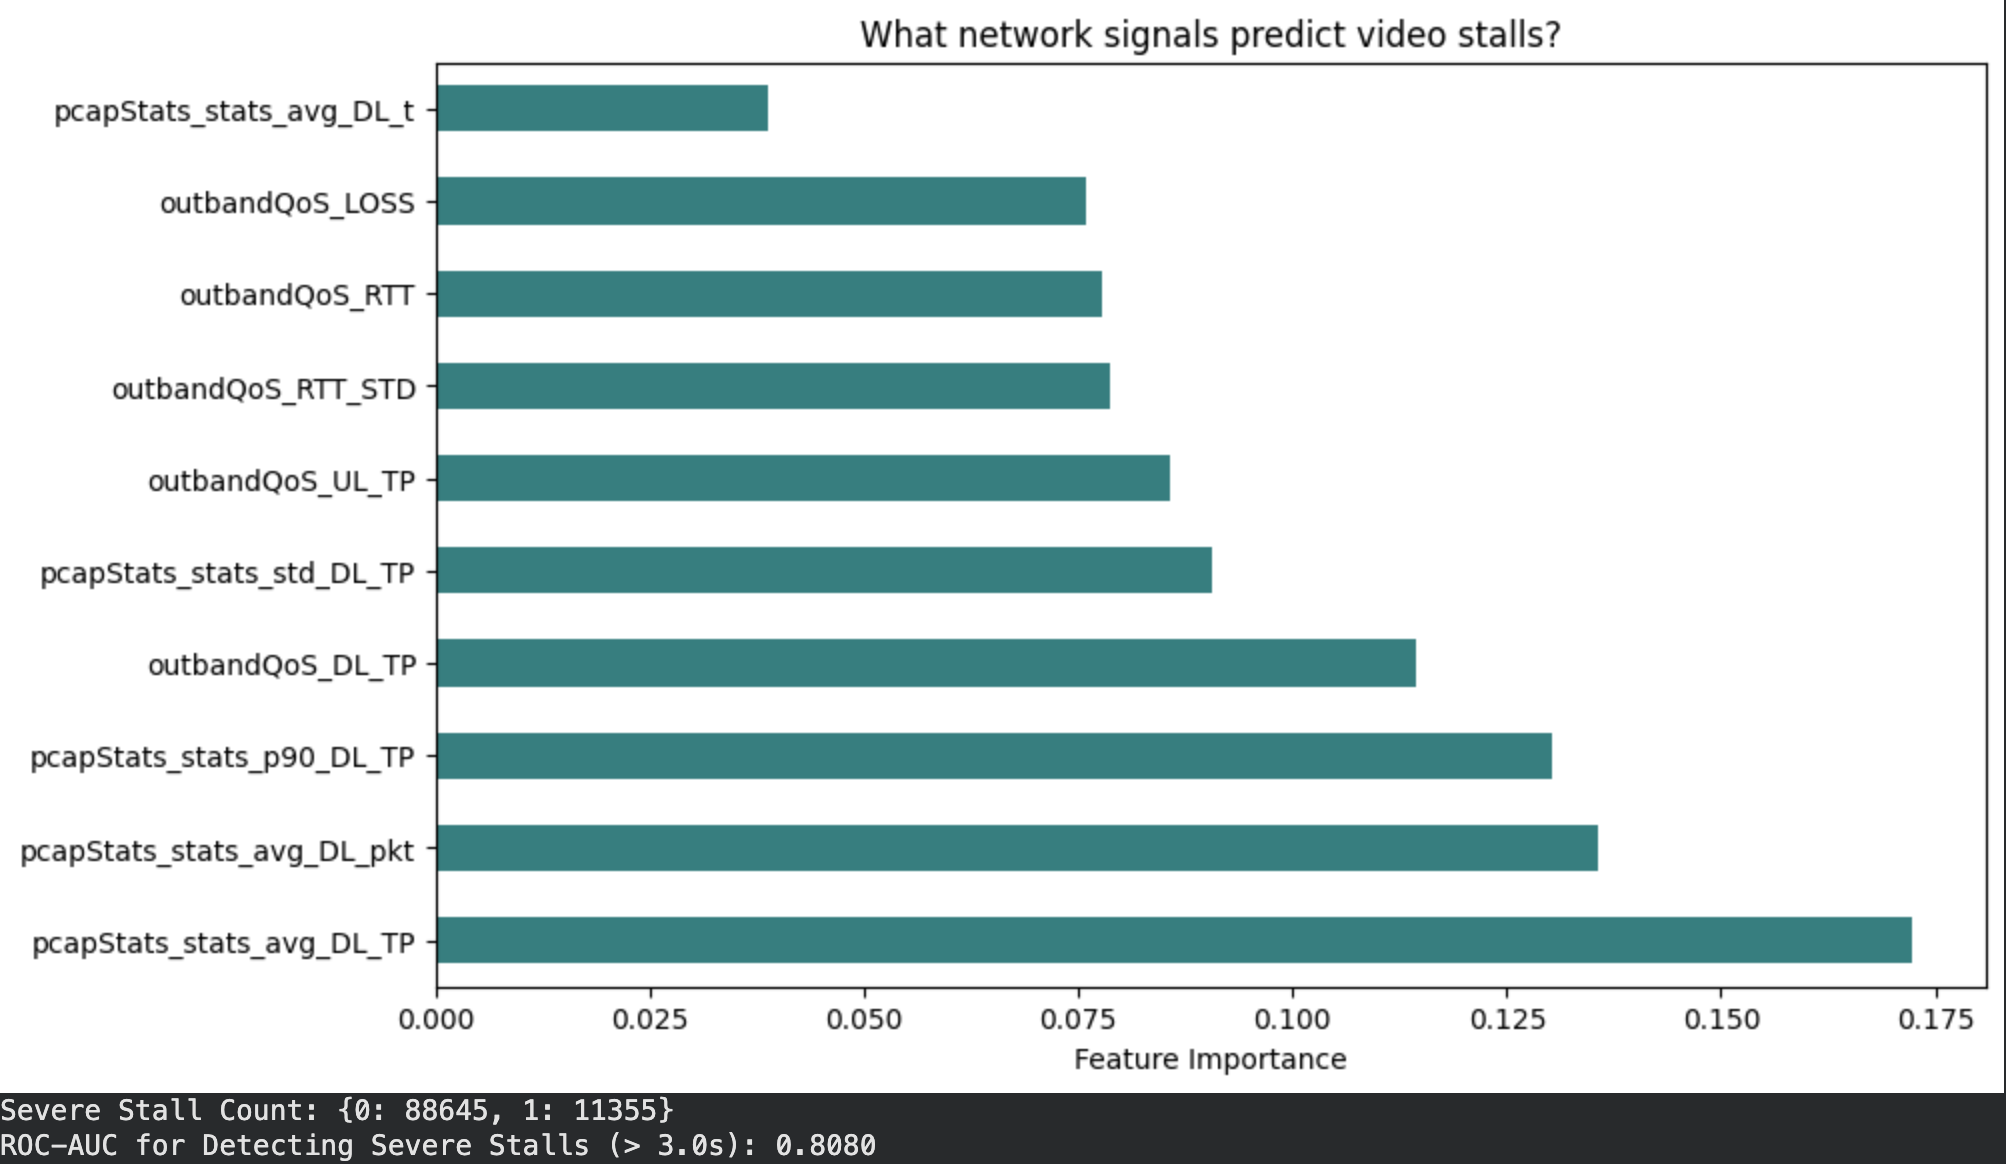 What network signals predict video stalls?
pcapStats_stats_avg_DL_t
outbandQoS_LOSS
outbandQoS_RTT
outbandQoS_RTT_STD
outbandQoS_UL_TP
pcapStats_stats_std_DL_TP
outbandQoS_DL_TP
pcapStats_stats_p90_DL_TP
pcapStats_stats_avg_DL_pkt
pcapStats_stats_avg_DL_TP
0.000 0.025 0.050 0.075 0.100 0.125 0.150 0.175
Feature Importance
Severe Stall Count: {0: 88645, 1: 11355}
ROC-AUC for Detecting Severe Stalls (> 3.0s): 0.8080